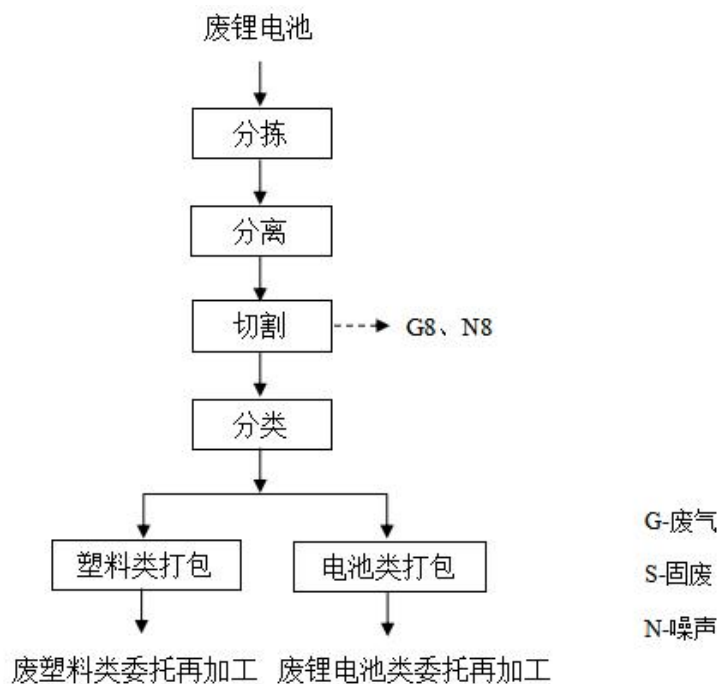 废锂电池
分拣
分离
切割
G8、N8
分类
塑料类打包
电池类打包
废塑料类委托再加工
废锂电池类委托再加工
G-废气
S-固废
N-噪声